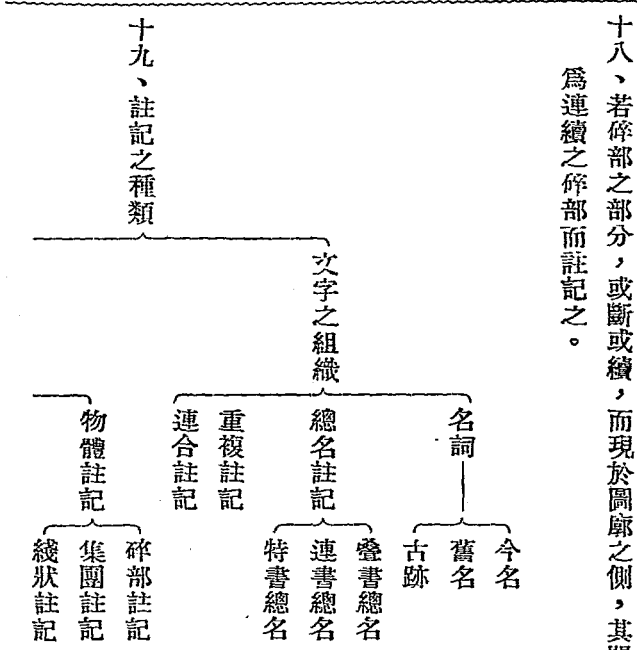 十八、若碎部之部分，或斷或續，而現於圖廓之側，其
爲連續之碎部而註記之。
十九、註記之種類
文字之組織
名詞
今名
舊名
古跡
總名註記
疊書總名
連書總名
特書總名
重複註記
連合註記
物體註記
碎部註記
集團註記
綫狀註記